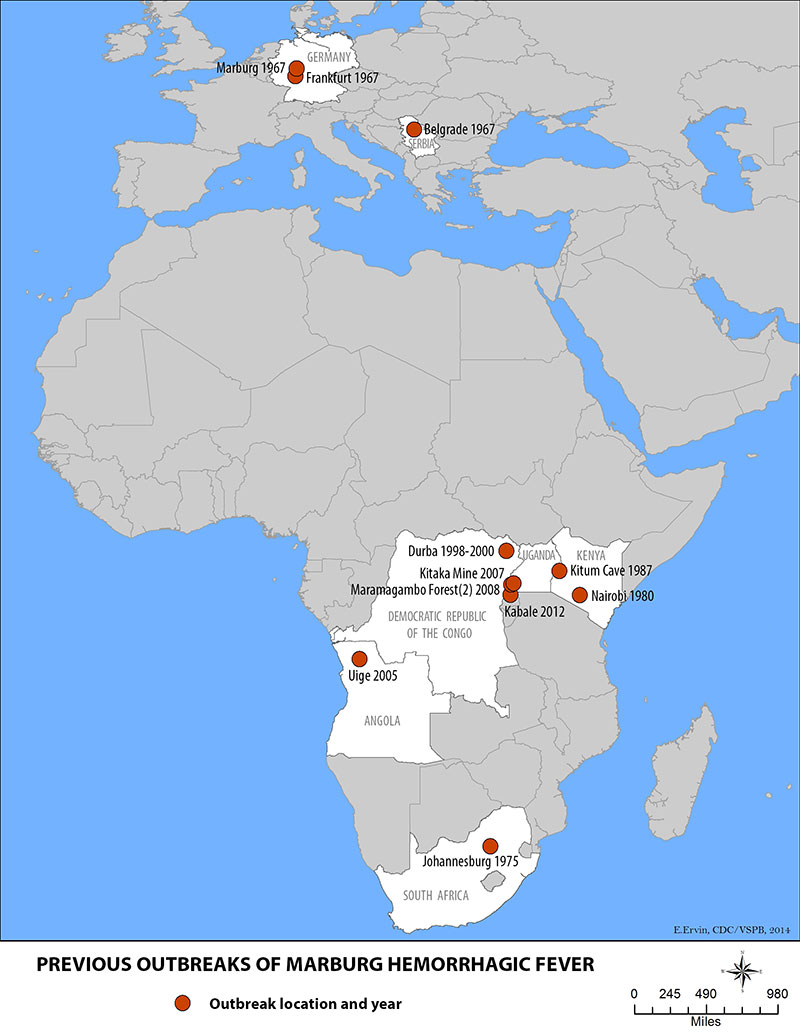 GERMANY
Marburg 1967
Frankfurt 1967
Belgrade 1967
SERBIA
Durba 1998-2000
UGANDA
KENYA
Kitaka Mine 2007
Kitum Cave 1987
Maramagambo Forest(2) 2008
Nairobi 1980
Kabale 2012
DEMOCRATIC REPUBLIC
OF THE CONGO
Uige 2005
ANGOLA
Johannesburg 1975
SOUTH AFRICA
E.Ervin, CDC/VSPB, 2014
PREVIOUS OUTBREAKS OF MARBURG HEMORRHAGIC FEVER
Outbreak location and year
0 245 490 980
Miles